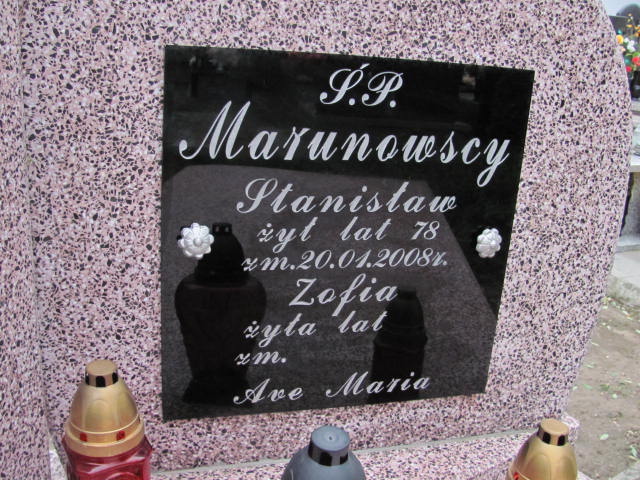 Ś.P.
Marunowscy
Stanisław
żył lat 78
zm.20.01.2008r.
Zofia
żyła lat
zm.
Ave Maria